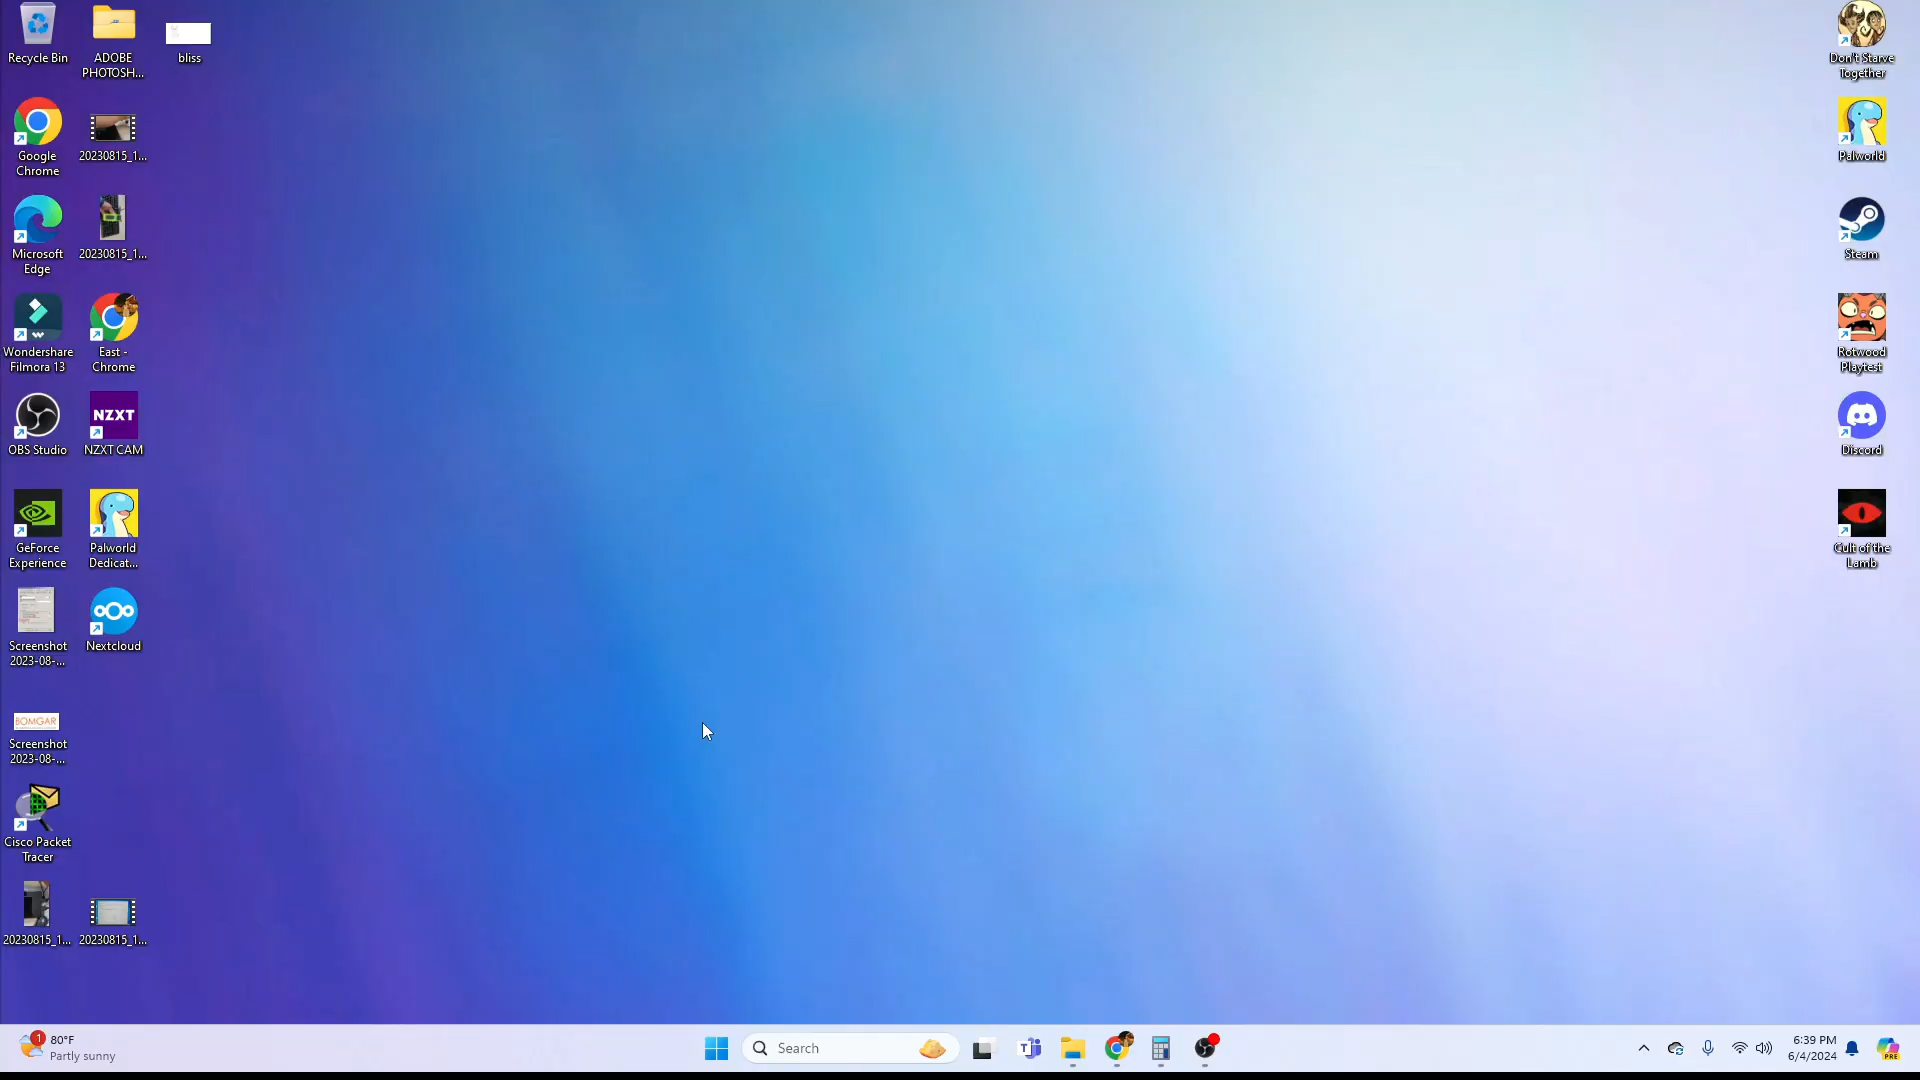 Recycle Bin
ADOBE
PHOTOSH...
bliss
Google
Chrome
20230815_1...
Microsoft
Edge
20230815_1...
Wondershare
Filmora 13
East -
Chrome
OBS Studio
NZXT
NZXT CAM
GeForce
Experience
Palworld
Dedicat...
Screenshot
2023-08-...
Nextcloud
BOMGAR
Screenshot
2023-08-...
Cisco Packet
Tracer
20230815_1...
20230815_1...
Don't Starve
Together
Palworld
Steam
Rotwood
Playtest
Discord
Cult of the
Lamb
1
80°F
Partly sunny
Search
T
6:39 PM
6/4/2024
PRE